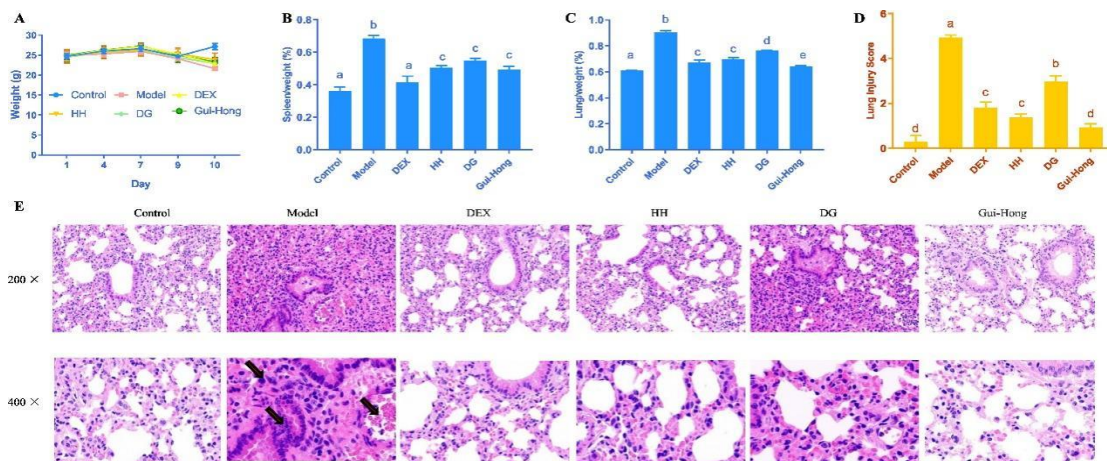 A
Weight (g)
30
25
20
15
10
5
0
Control Model DEX
HH DG Gui-Hong
1 4 7 9 10
Day
B
Spleen/weight (%)
0.8
0.6
0.4
0.2
0.0
a b a c c c
Control Model DEX HH DG Gui-Hong
C
Lung/weight (%)
1.0
0.8
0.6
0.4
0.2
0.0
a b c c d e
Control Model DEX HH DG Gui-Hong
D
Lung Injury Score
6
4
2
0
d a c c b d
Control Model DEX HH DG Gui-Hong
E
Control Model DEX HH DG Gui-Hong
200 ×
400 ×